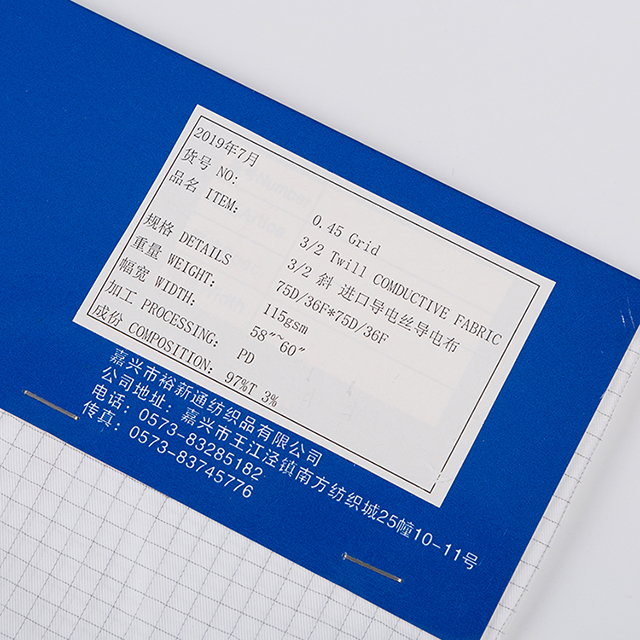 2019年7月
货号 NO: 0.45 Grid
品名 ITEM: 3/2 Twill COMDUCTIVE FABRIC
3/2 斜 进口导电丝导电布
规格 DETAILS 75D/36F*75D/36F
重量 WEIGHT: 115gsm
幅宽 WIDTH: 58"~60"
加工 PROCESSING: PD
成份 COMPOSITION: 97%T 3%
嘉兴市裕新通纺织品有限公司
公司地址: 嘉兴市王江泾镇南方纺织城25幢10-11号
电话: 0573-83285182
传真: 0573-83745776